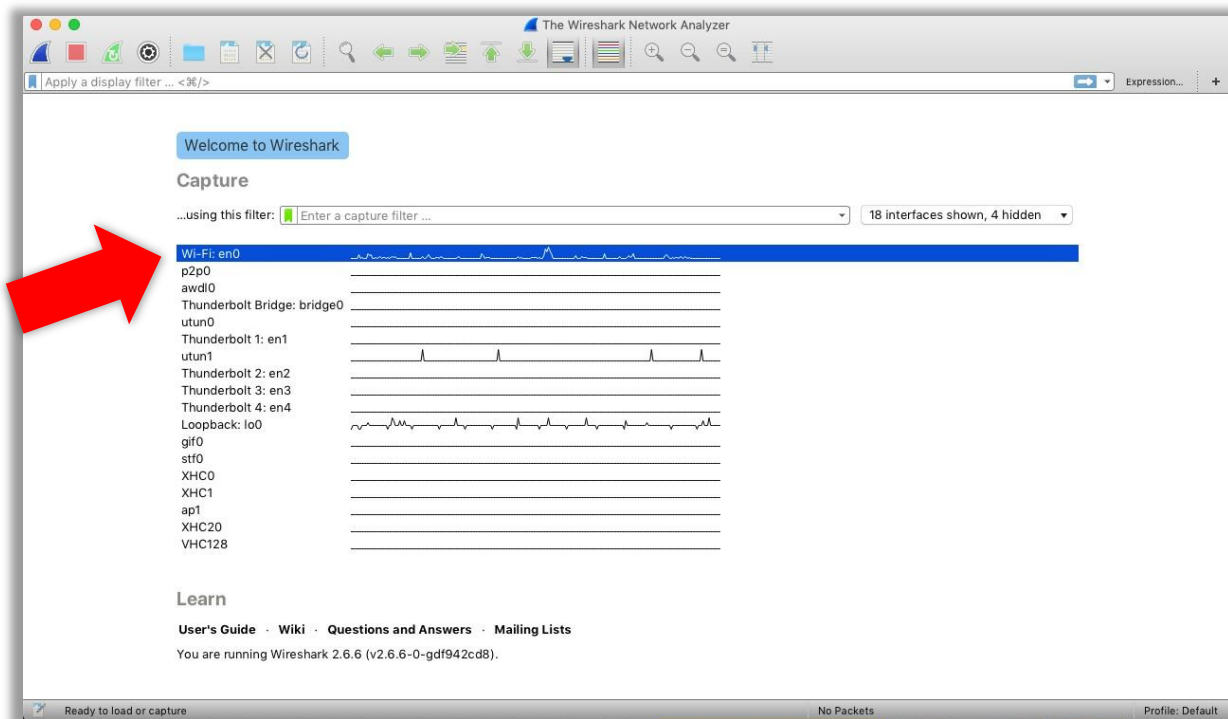 The Wireshark Network Analyzer
Apply a display filter ... <⌘/>
Expression... +
Welcome to Wireshark
Capture
...using this filter: Enter a capture filter ... 18 interfaces shown, 4 hidden
Wi-Fi: en0
p2p0
awdl0
Thunderbolt Bridge: bridge0
utun0
Thunderbolt 1: en1
utun1
Thunderbolt 2: en2
Thunderbolt 3: en3
Thunderbolt 4: en4
Loopback: lo0
gif0
stf0
XHC0
XHC1
ap1
XHC20
VHC128
Learn
User's Guide · Wiki · Questions and Answers · Mailing Lists
You are running Wireshark 2.6.6 (v2.6.6-0-gdf942cd8).
Ready to load or capture No Packets Profile: Default